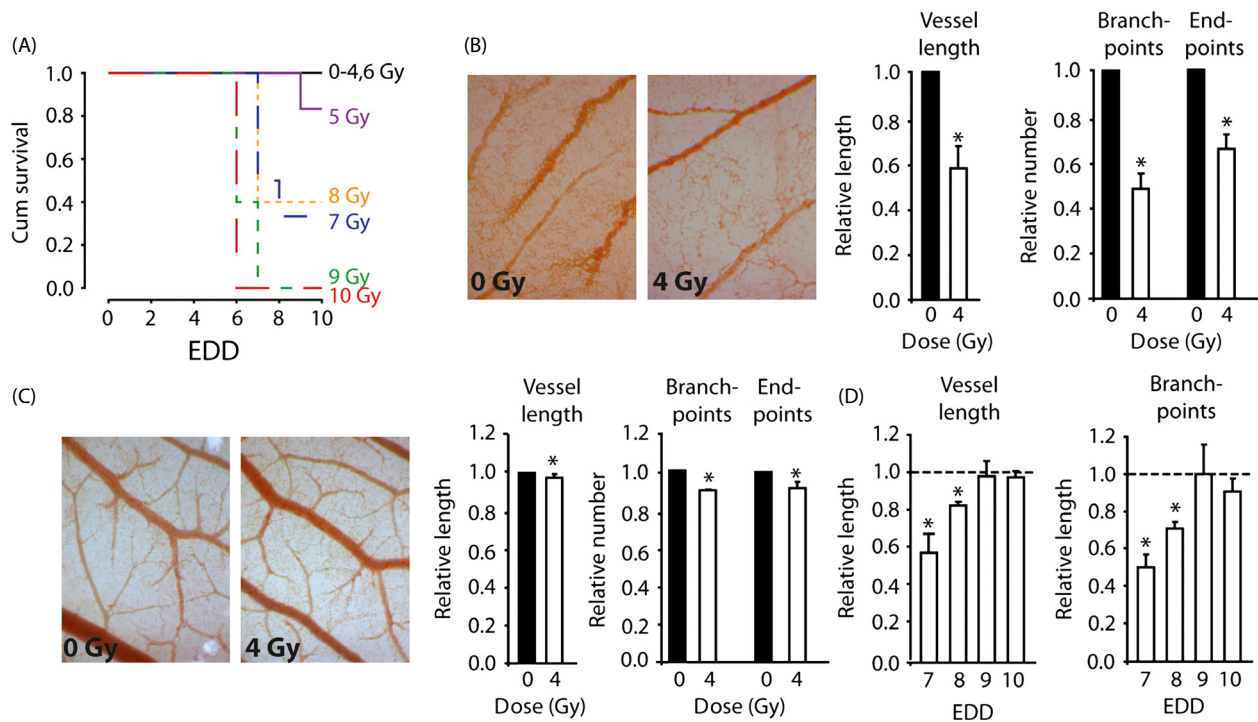 (A)
Cum survival
1.0
0.8
0.6
0.4
0.2
0.0
0 2 4 6 8 10
EDD
0-4,6 Gy
5 Gy
8 Gy
7 Gy
9 Gy
10 Gy
(B)
0 Gy
4 Gy
Vessel
length
Relative length
1.0
0.8
0.6
0.4
0.2
0.0
*
0 4
Dose (Gy)
Branch-
points
End-
points
Relative number
1.0
0.8
0.6
0.4
0.2
0.0
*
*
0 4 0 4
Dose (Gy)
(C)
0 Gy
4 Gy
Vessel
length
Relative length
1.2
1.0
0.8
0.6
0.4
0.2
0.0
*
0 4
Dose (Gy)
Branch-
points
End-
points
Relative number
1.2
1.0
0.8
0.6
0.4
0.2
0.0
*
*
0 4 0 4
Dose (Gy)
(D)
Vessel
length
Relative length
1.2
1.0
0.8
0.6
0.4
0.2
0.0
*
*
7 8 9 10
EDD
Branch-
points
Relative length
1.2
1.0
0.8
0.6
0.4
0.2
0.0
*
*
7 8 9 10
EDD